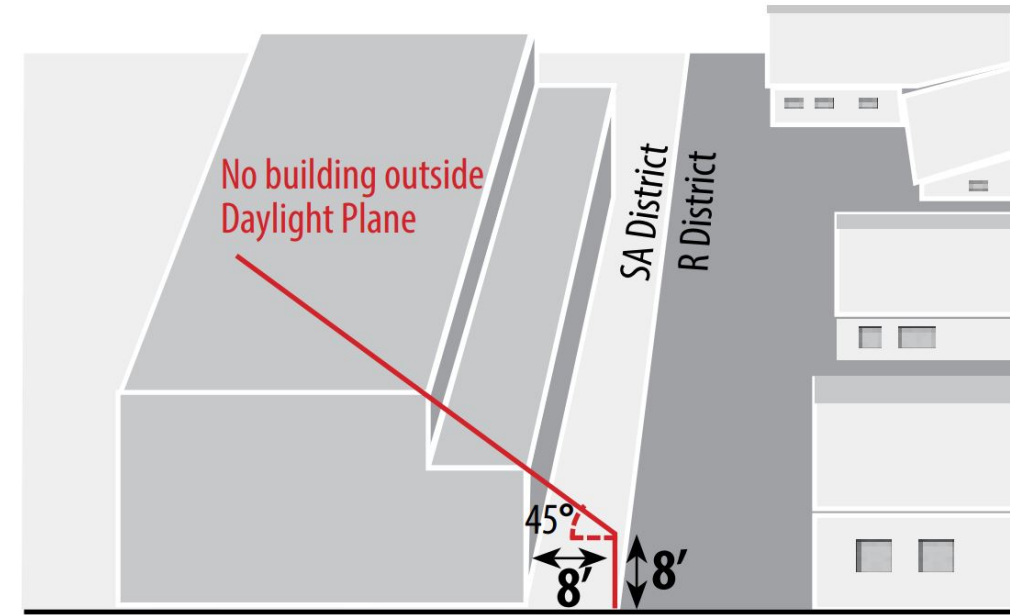 No building outside
Daylight Plane
SA District
R District
45°
8’
8’